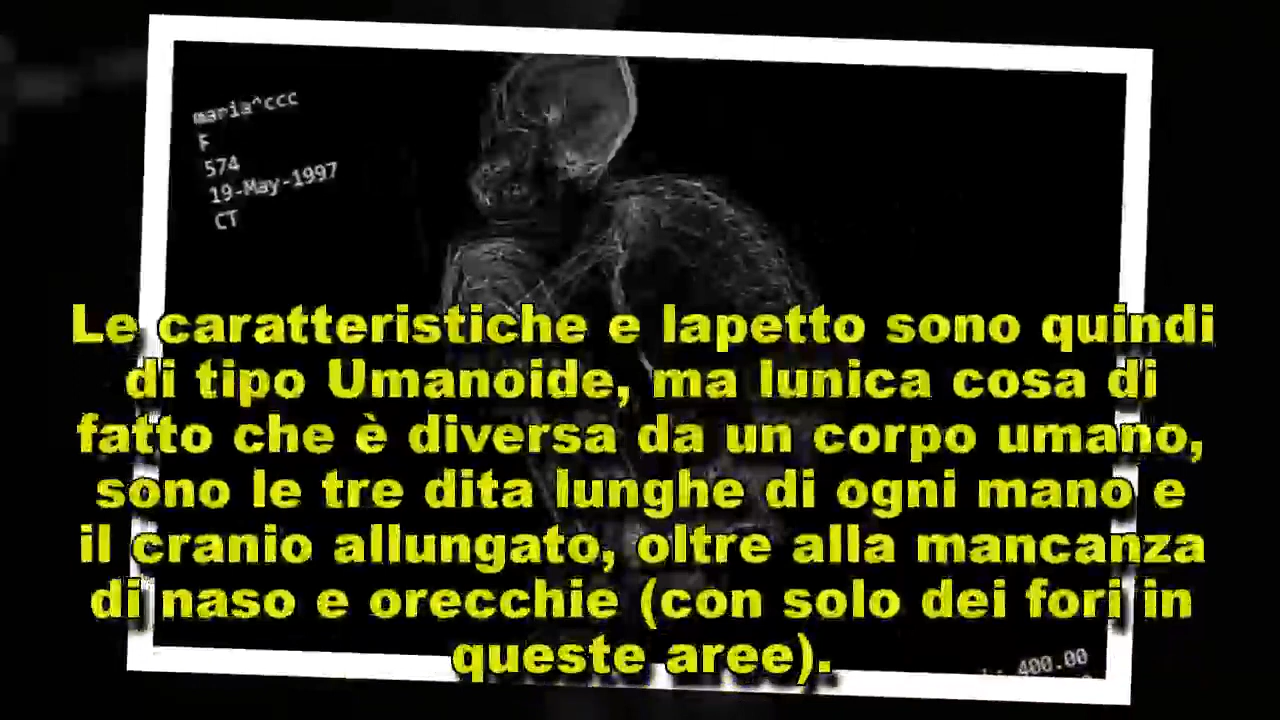 maria^ccc
F
574
19-May-1997
CT
Le caratteristiche e lapetto sono quindi
di tipo Umanoide, ma lunica cosa di
fatto che è diversa da un corpo umano,
sono le tre dita lunghe di ogni mano e
il cranio allungato, oltre alla mancanza
di naso e orecchie (con solo dei fori in
queste aree).
400.00